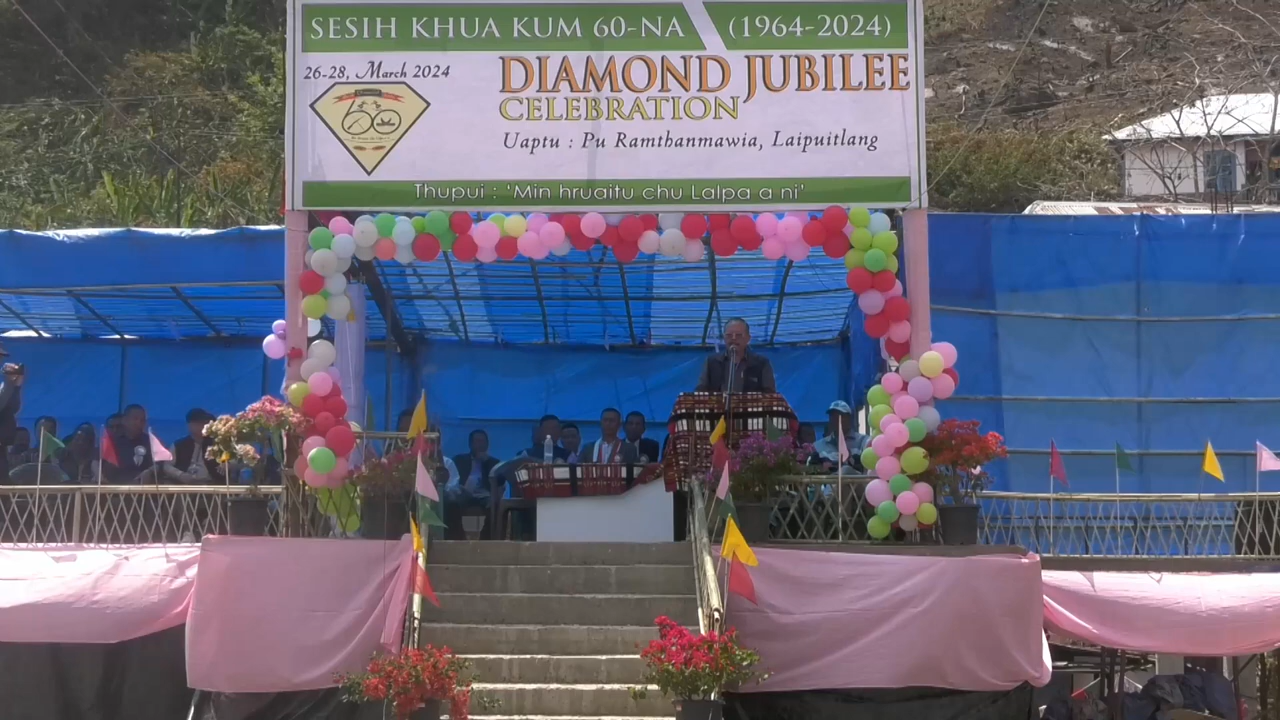 SESIH KHUA KUM 60-NA (1964-2024)
26-28, March 2024
DIAMOND JUBILEE
CELEBRATION
Uaptu : Pu Ramthanmawia, Laipuitlang
Thupui : 'Min hruaitu chu Lalpa a ni'